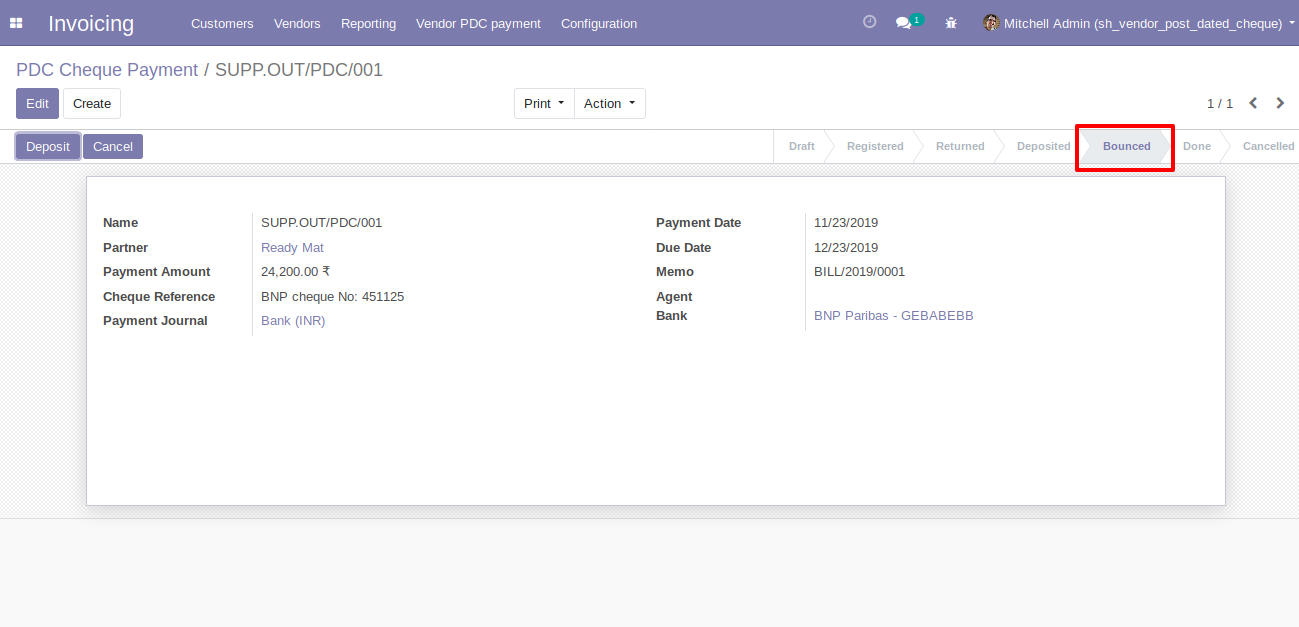 Invoicing Customers Vendors Reporting Vendor PDC payment Configuration 1 Mitchell Admin (sh_vendor_post_dated_cheque)
PDC Cheque Payment / SUPP.OUT/PDC/001
Edit Create Print Action 1 / 1
Deposit Cancel Draft Registered Returned Deposited Bounced Done Cancelled
Name SUPP.OUT/PDC/001 Payment Date 11/23/2019
Partner Ready Mat Due Date 12/23/2019
Payment Amount 24,200.00 ₹ Memo BILL/2019/0001
Cheque Reference BNP cheque No: 451125 Agent
Payment Journal Bank (INR) Bank BNP Paribas - GEBABEBB